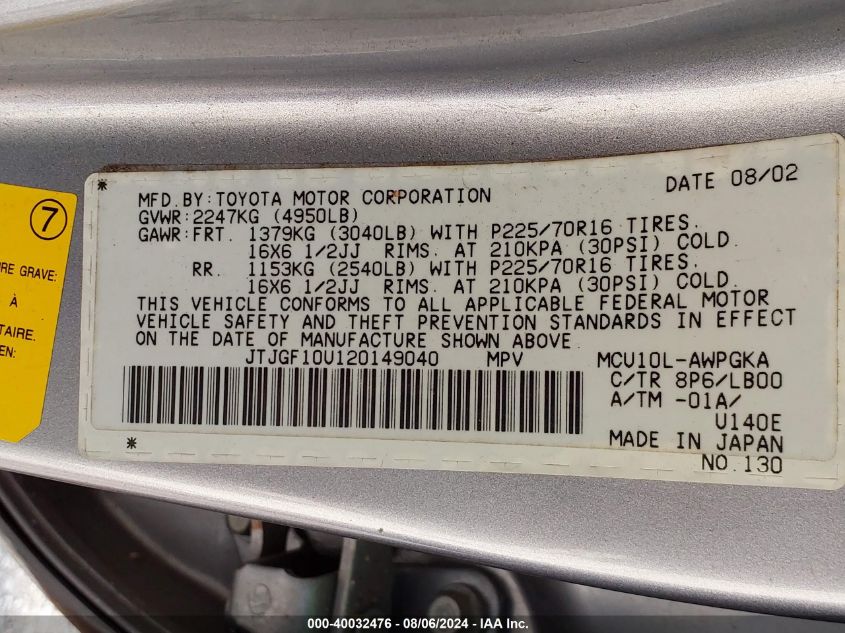 7
URE GRAVE:
À
TAIRE.
EN:
* MFD.BY:TOYOTA MOTOR CORPORATION DATE 08/02
GVWR:2247KG (4950LB)
GAWR:FRT. 1379KG (3040LB) WITH P225/70R16 TIRES.
16X6 1/2JJ RIMS. AT 210KPA (30PSI) COLD.
RR. 1153KG (2540LB) WITH P225/70R16 TIRES.
16X6 1/2JJ RIMS. AT 210KPA (30PSI) COLD.
THIS VEHICLE CONFORMS TO ALL APPLICABLE FEDERAL MOTOR
VEHICLE SAFETY AND THEFT PREVENTION STANDARDS IN EFFECT
ON THE DATE OF MANUFACTURE SHOWN ABOVE.
JTJGF10U120149040 MPV MCU10L-AWPGKA
C/TR 8P6/LB00
A/TM -01A/
U140E
* MADE IN JAPAN
NO.130
000-40032476 - 08/06/2024 - IAA Inc.